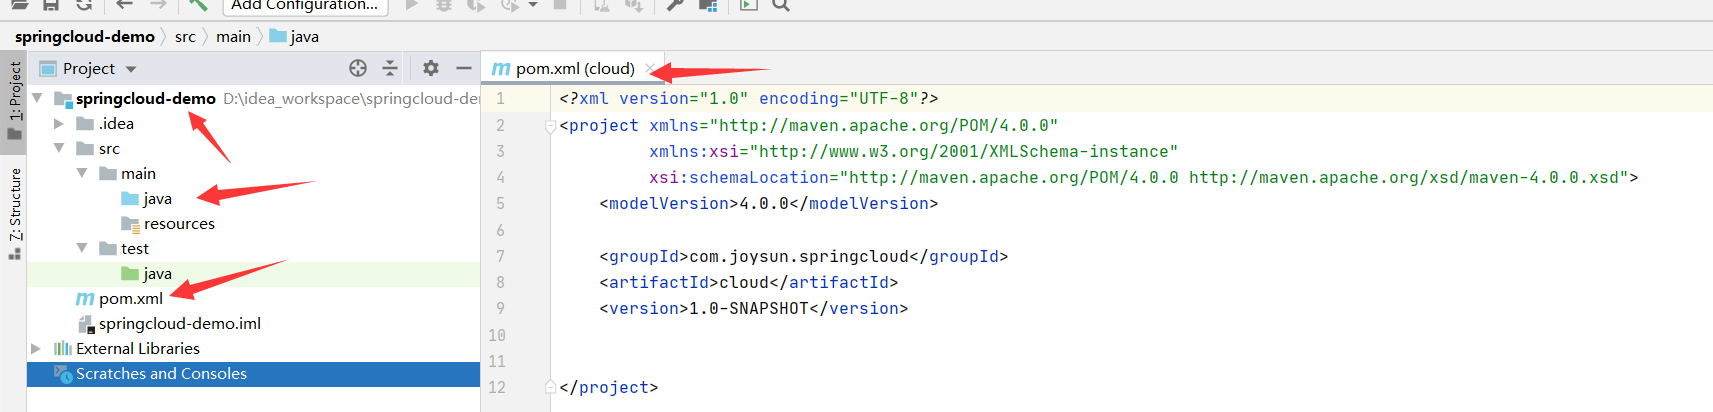 Add Configuration...
springcloud-demo src main java
1: Project
Z: Structure
Project
springcloud-demo D:\idea_workspace\springcloud-de
.idea
src
main
java
resources
test
java
pom.xml
springcloud-demo.iml
External Libraries
Scratches and Consoles
pom.xml (cloud)
1 <?xml version="1.0" encoding="UTF-8"?>
2 <project xmlns="http://maven.apache.org/POM/4.0.0"
3 xmlns:xsi="http://www.w3.org/2001/XMLSchema-instance"
4 xsi:schemaLocation="http://maven.apache.org/POM/4.0.0 http://maven.apache.org/xsd/maven-4.0.0.xsd">
5 <modelVersion>4.0.0</modelVersion>
6
7 <groupId>com.joysun.springcloud</groupId>
8 <artifactId>cloud</artifactId>
9 <version>1.0-SNAPSHOT</version>
10
11
12 </project>